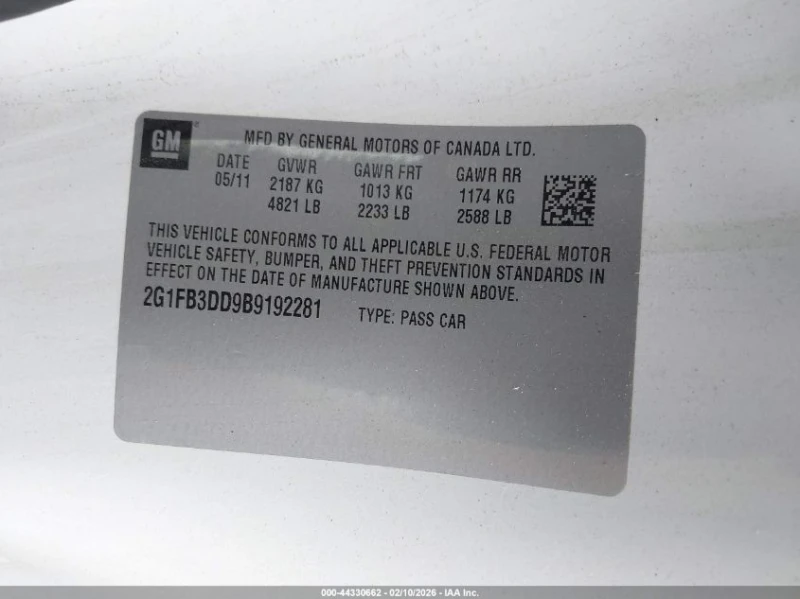 GM
MFD BY GENERAL MOTORS OF CANADA LTD.
DATE GVWR GAWR FRT GAWR RR
05/11 2187 KG 1013 KG 1174 KG
4821 LB 2233 LB 2588 LB
THIS VEHICLE CONFORMS TO ALL APPLICABLE U.S. FEDERAL MOTOR
VEHICLE SAFETY, BUMPER, AND THEFT PREVENTION STANDARDS IN
EFFECT ON THE DATE OF MANUFACTURE SHOWN ABOVE.
2G1FB3DD9B9192281 TYPE: PASS CAR
000-44330662 - 02/10/2026 - IAA Inc.